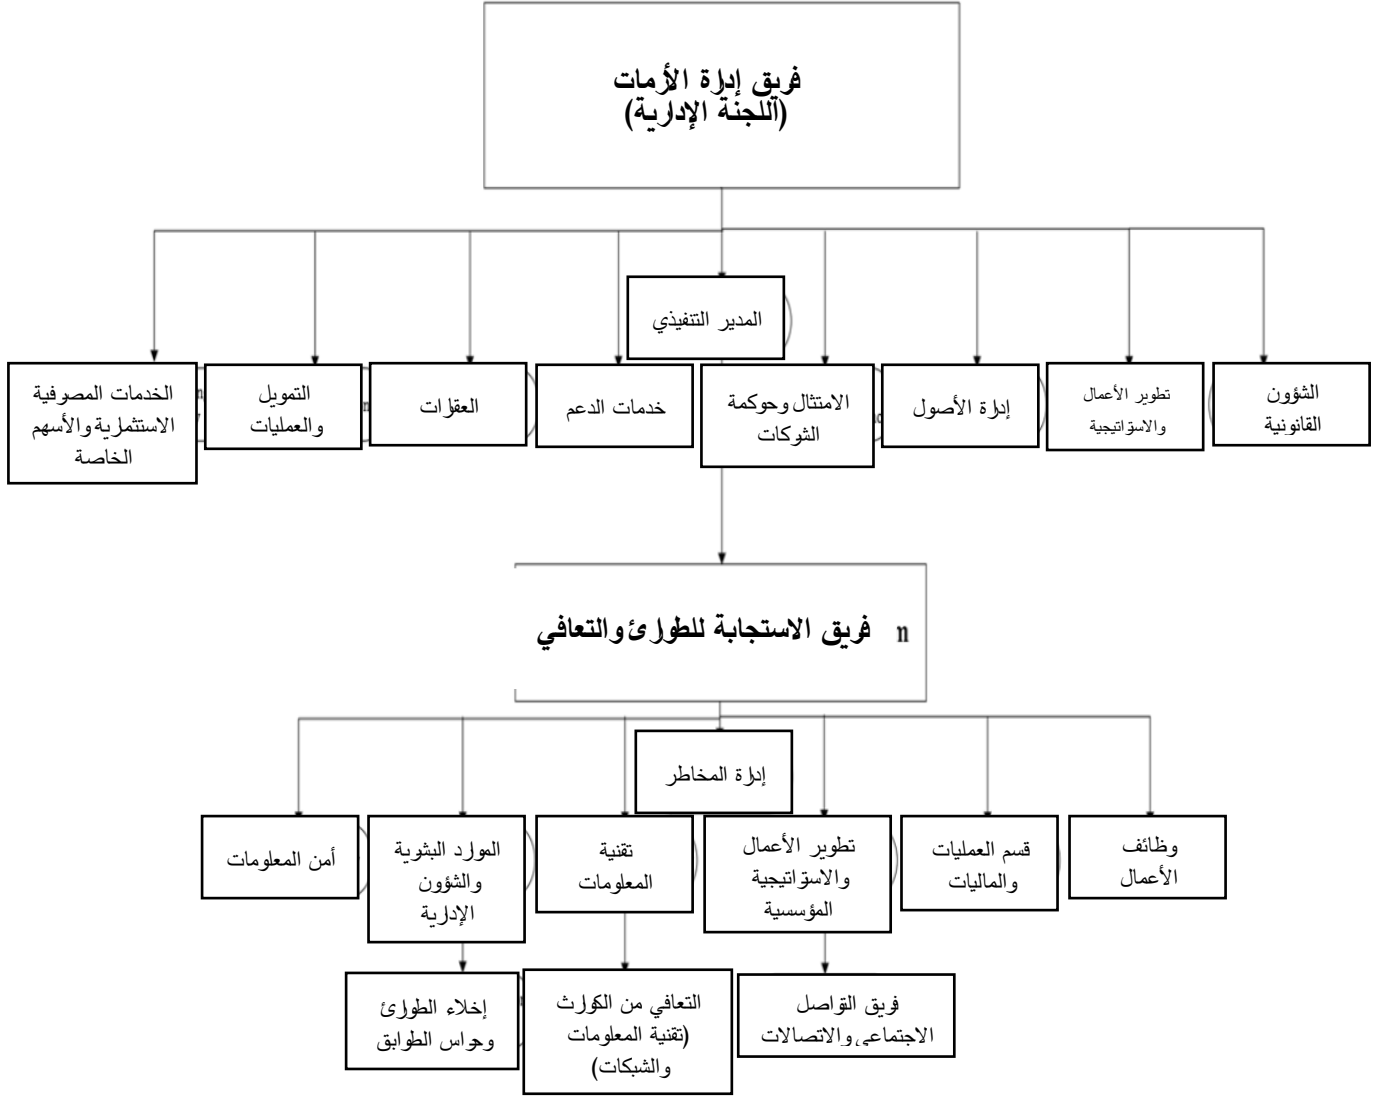 فريق إدارة الأزمات
(اللجنة الإدارية)
المدير التنفيذي
الشؤون
القانونية
تطوير الأعمال
والاستراتيجية
إدارة الأصول
الامتثال وحوكمة
الشركات
خدمات الدعم
العقارات
التمويل
والعمليات
الخدمات المصرفية
الاستثمارية والأسهم
الخاصة
فريق الاستجابة للطوارئ والتعافي n
إدارة المخاطر
وظائف
الأعمال
قسم العمليات
والماليات
تطوير الأعمال
والاستراتيجية
المؤسسية
تقنية
المعلومات
الموارد البشرية
والشؤون
الإدارية
أمن المعلومات
فريق التواصل
الاجتماعي والاتصالات
التعافي من الكوارث
(تقنية المعلومات
والشبكات)
إخلاء الطوارئ
وحراس الطوابق